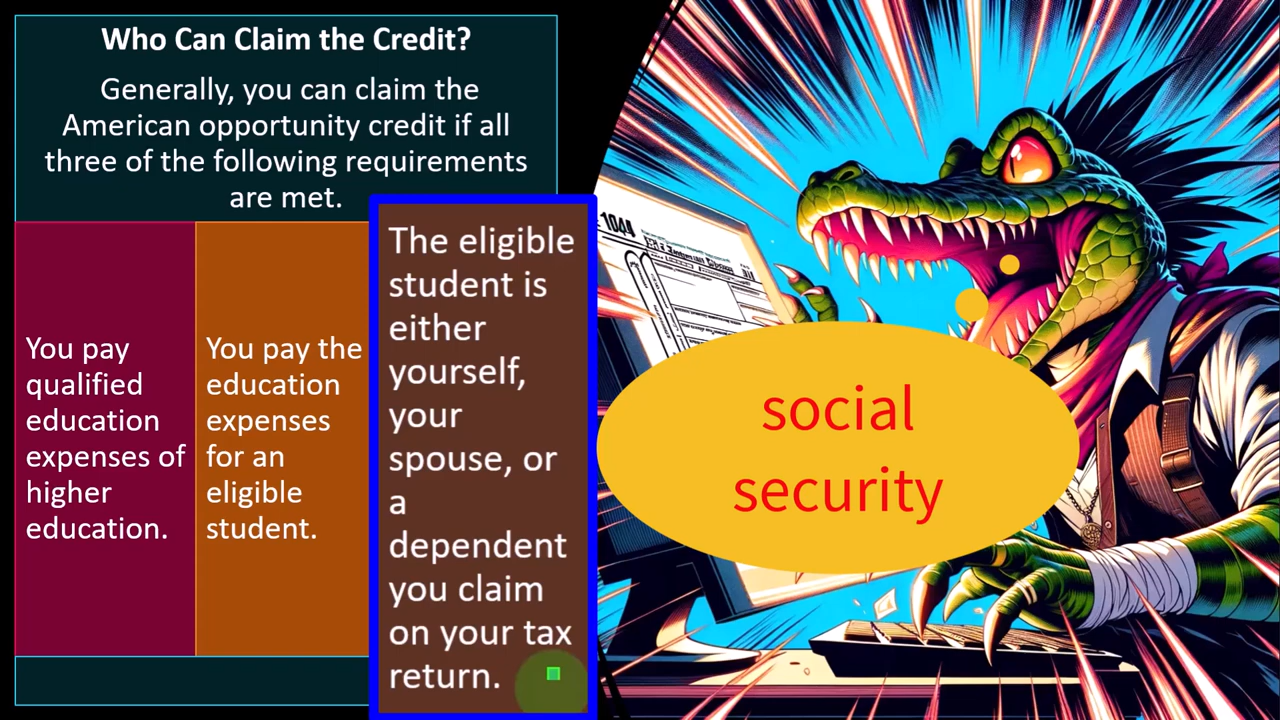 Who Can Claim the Credit?
Generally, you can claim the
American opportunity credit if all
three of the following requirements
are met.
You pay
qualified
education
expenses of
higher
education.
You pay the
education
expenses
for an
eligible
student.
The eligible
student is
either
yourself,
your
spouse, or
a
dependent
you claim
on your tax
return.
1044
social
security